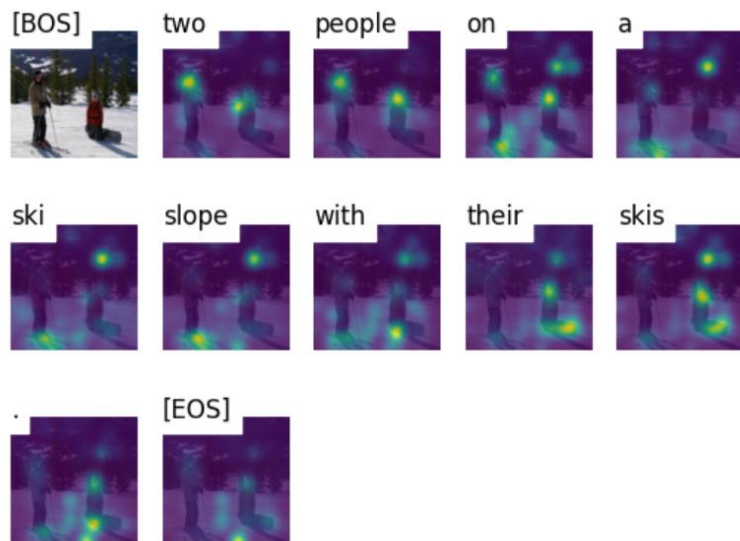 [BOS] two people on a
ski slope with their skis
. [EOS]